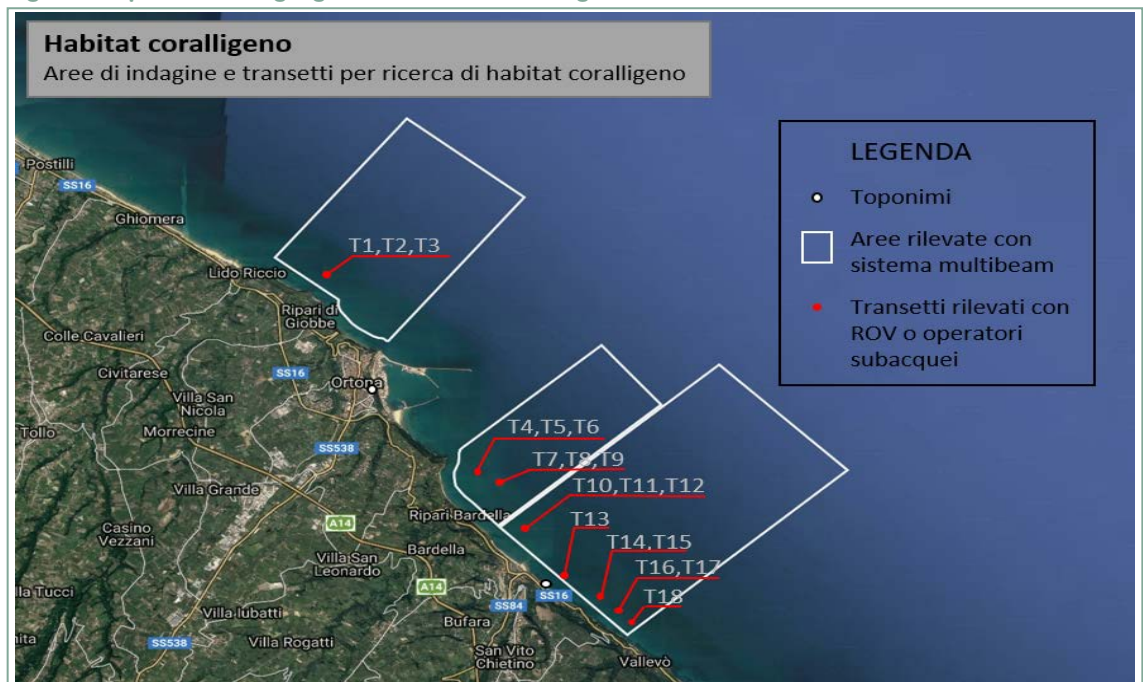 Habitat coralligeno
Aree di indagine e transetti per ricerca di habitat coralligeno
LEGENDA
Toponimi
Aree rilevate con
sistema multibeam
Transetti rilevati con
ROV o operatori
subacquei
Postilli
SS16
Ghiomera
T1,T2,T3
Lido Riccio
Ripari di
Giobbe
Colle Cavalieri
SS16
Civitarese
Ortona
Villa San
Nicola
Tollo
Morrecine
SS538
T4,T5,T6
T7,T8,T9
Villa Grande
T10,T11,T12
Ripari Bardella
A14
Casino
Vezzani
T13
Bardella
T14,T15
Villa San
Leonardo
A14
T16,T17
SS16
lla Tucci
SS84
T18
Villa Iubatti
Bufara
SS538
Villa Rogatti
San Vito
Chietino
Vallevò